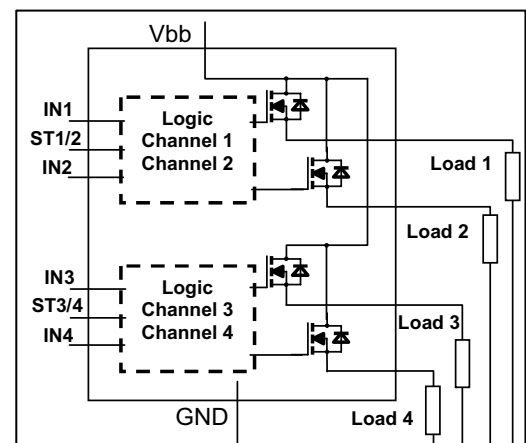 Vbb
IN1
ST1/2
IN2
Logic
Channel 1
Channel 2
Load 1
Load 2
IN3
ST3/4
IN4
Logic
Channel 3
Channel 4
Load 3
GND
Load 4